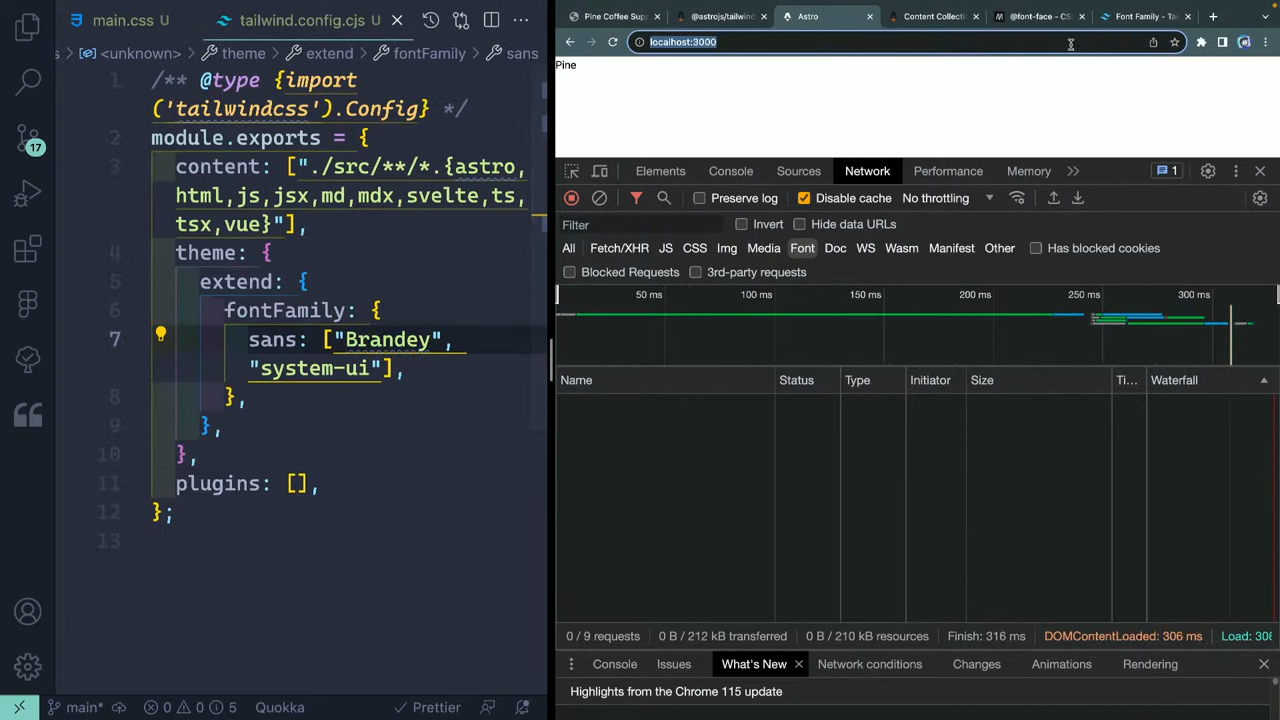 main.css
tailwind.config.cjs
<unknown> > theme > extend > fontFamily > sans
1 /** @type {import
('tailwindcss').Config} */
2 module.exports = {
3 content: ["./src/**/*.{astro,
html,js,jsx,md,mdx,svelte,ts,
tsx,vue}"],
4 theme: {
5 extend: {
6 fontFamily: {
7 sans: ["Brandey",
"system-ui"],
8 },
9 },
10 },
11 plugins: [],
12 };
13
17
main* 0 0 5 Quokka Prettier
Pine Coffee Sup
@astrojs/tailwind
Astro
Content Collecti
@font-face - CS
Font Family - Tai
localhost:3000
Pine
Elements Console Sources Network Performance Memory 1
Preserve log Disable cache No throttling
Filter Invert Hide data URLs
All Fetch/XHR JS CSS Img Media Font Doc WS Wasm Manifest Other Has blocked cookies
Blocked Requests 3rd-party requests
50 ms 100 ms 150 ms 200 ms 250 ms 300 ms
Name Status Type Initiator Size Ti... Waterfall
0 / 9 requests 0 B / 212 kB transferred 0 B / 210 kB resources Finish: 316 ms DOMContentLoaded: 306 ms Load: 306
Console Issues What's New Network conditions Changes Animations Rendering
Highlights from the Chrome 115 update